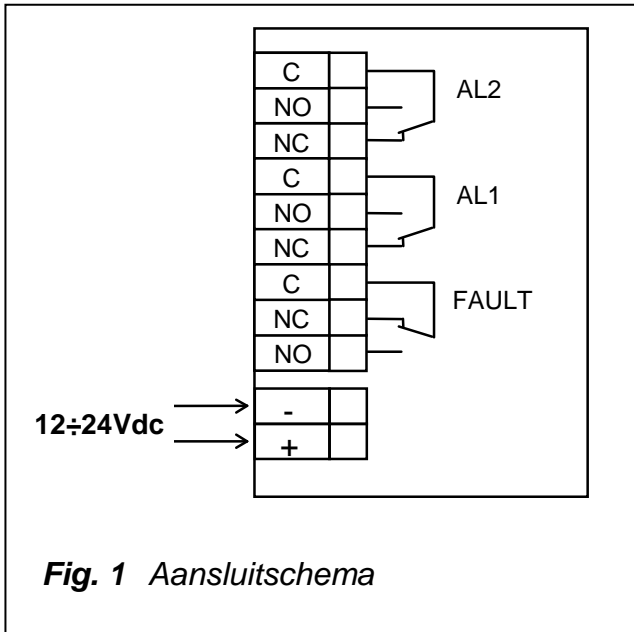 C
AL2
NO
NC
C
AL1
NO
NC
C
FAULT
NC
NO
12÷24Vdc
-
+
Fig. 1 Aansluitschema